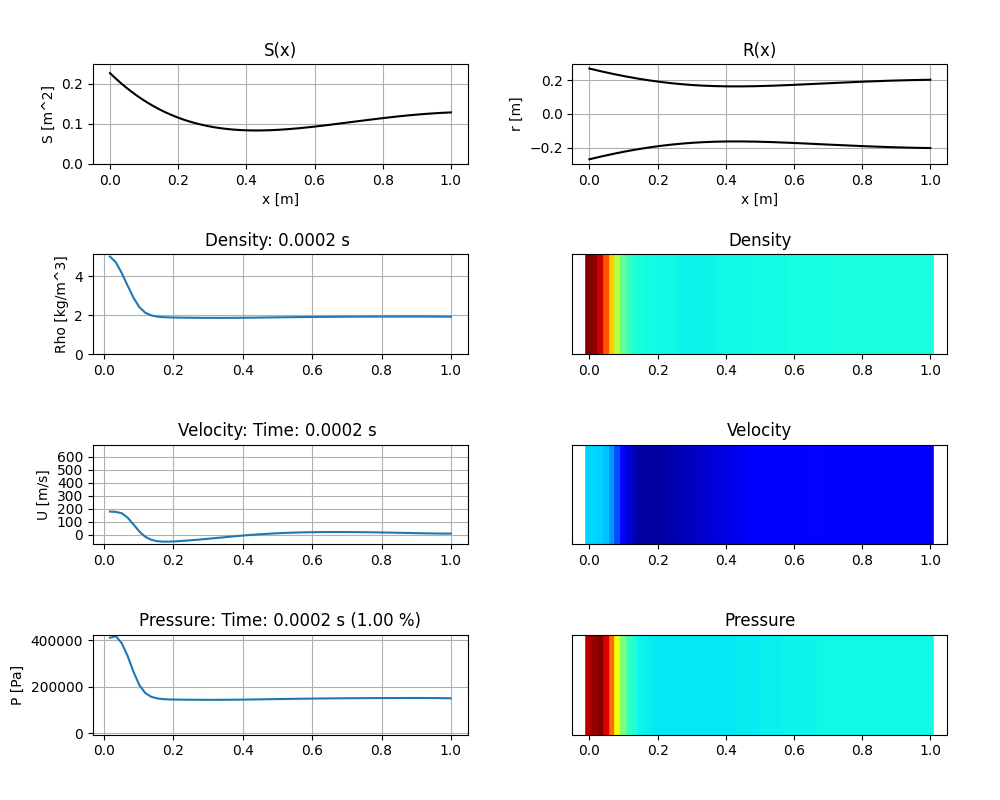 S(x)
S [m^2]
0.2
0.1
0.0
0.0 0.2 0.4 0.6 0.8 1.0
x [m]
R(x)
r [m]
0.2
0.0
−0.2
0.0 0.2 0.4 0.6 0.8 1.0
x [m]
Density: 0.0002 s
Rho [kg/m^3]
4
2
0
0.0 0.2 0.4 0.6 0.8 1.0
Density
0.0 0.2 0.4 0.6 0.8 1.0
Velocity: Time: 0.0002 s
U [m/s]
600
500
400
300
200
100
0
0.0 0.2 0.4 0.6 0.8 1.0
Velocity
0.0 0.2 0.4 0.6 0.8 1.0
Pressure: Time: 0.0002 s (1.00 %)
P [Pa]
400000
200000
0
0.0 0.2 0.4 0.6 0.8 1.0
Pressure
0.0 0.2 0.4 0.6 0.8 1.0